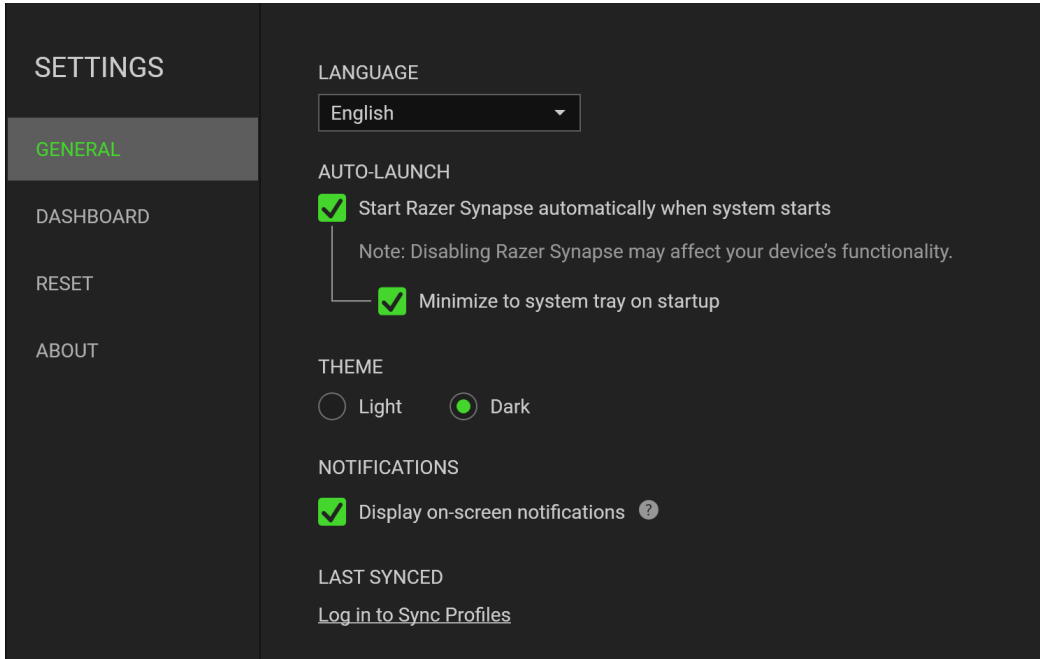 SETTINGS
GENERAL
DASHBOARD
RESET
ABOUT
LANGUAGE
English
AUTO-LAUNCH
Start Razer Synapse automatically when system starts
Note: Disabling Razer Synapse may affect your device’s functionality.
Minimize to system tray on startup
THEME
Light Dark
NOTIFICATIONS
Display on-screen notifications ?
LAST SYNCED
Log in to Sync Profiles